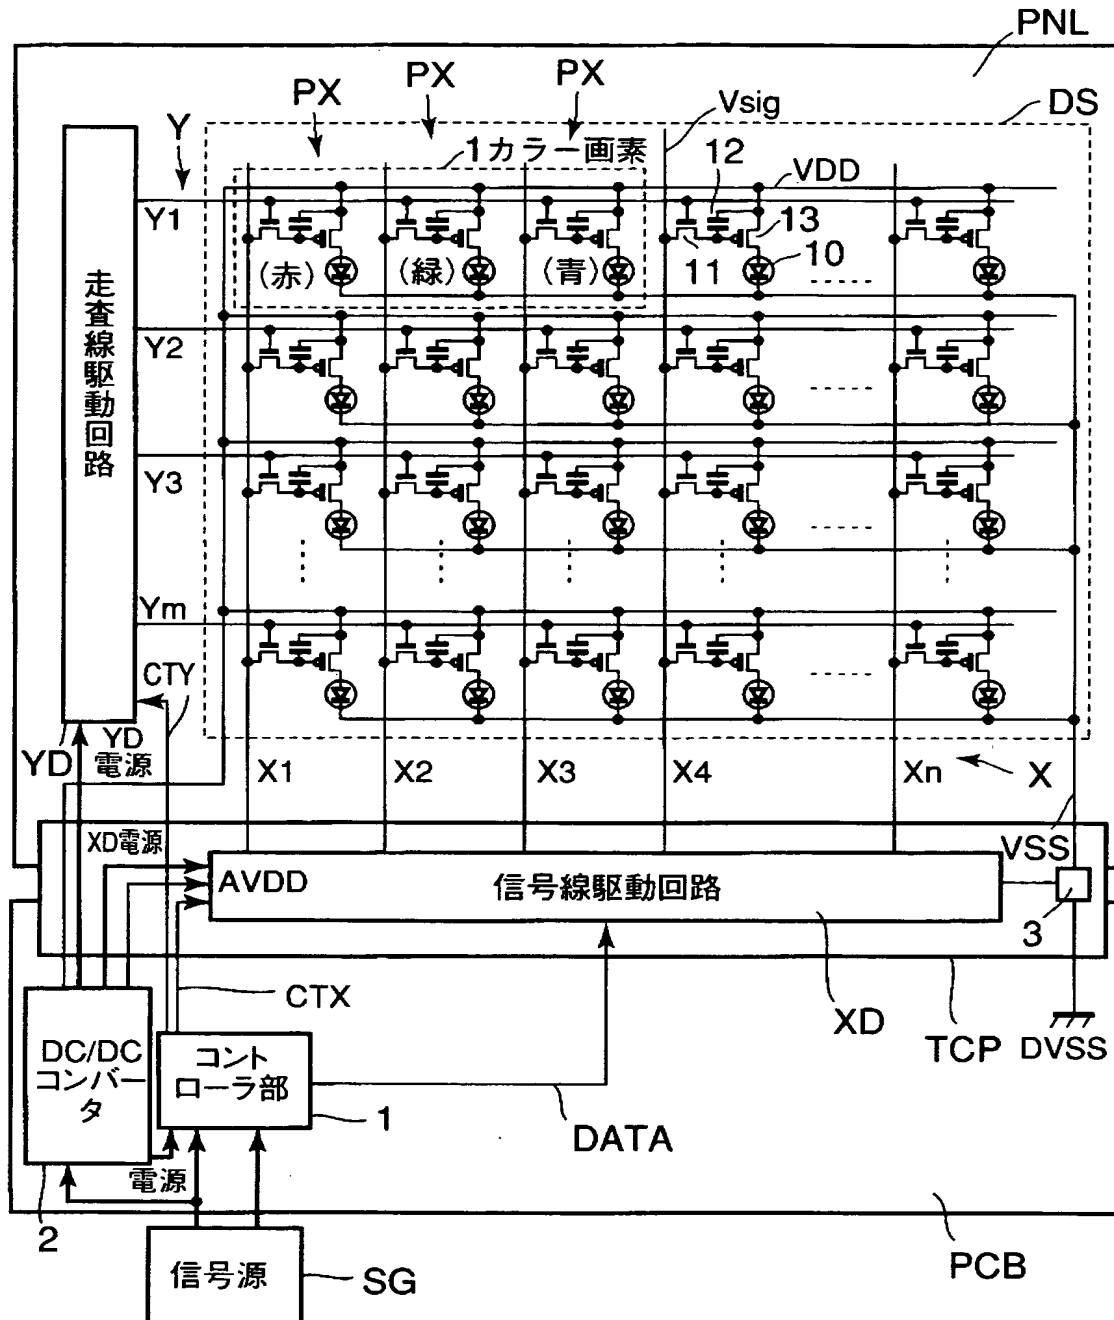 PNL
PX
PX
PX
Vsig
DS
Y
1カラー画素
12
VDD
Y1
13
(赤)
(緑)
(青)
11
10
走査線駆動回路
Y2
Y3
Ym
CTY
YD
YD
電源
X1
X2
X3
X4
Xn
X
XD電源
VSS
AVDD
信号線駆動回路
3
CTX
XD
TCP
DVSS
DC/DC
コンバー
タ
コント
ローラ部
1
DATA
電源
2
信号源
SG
PCB